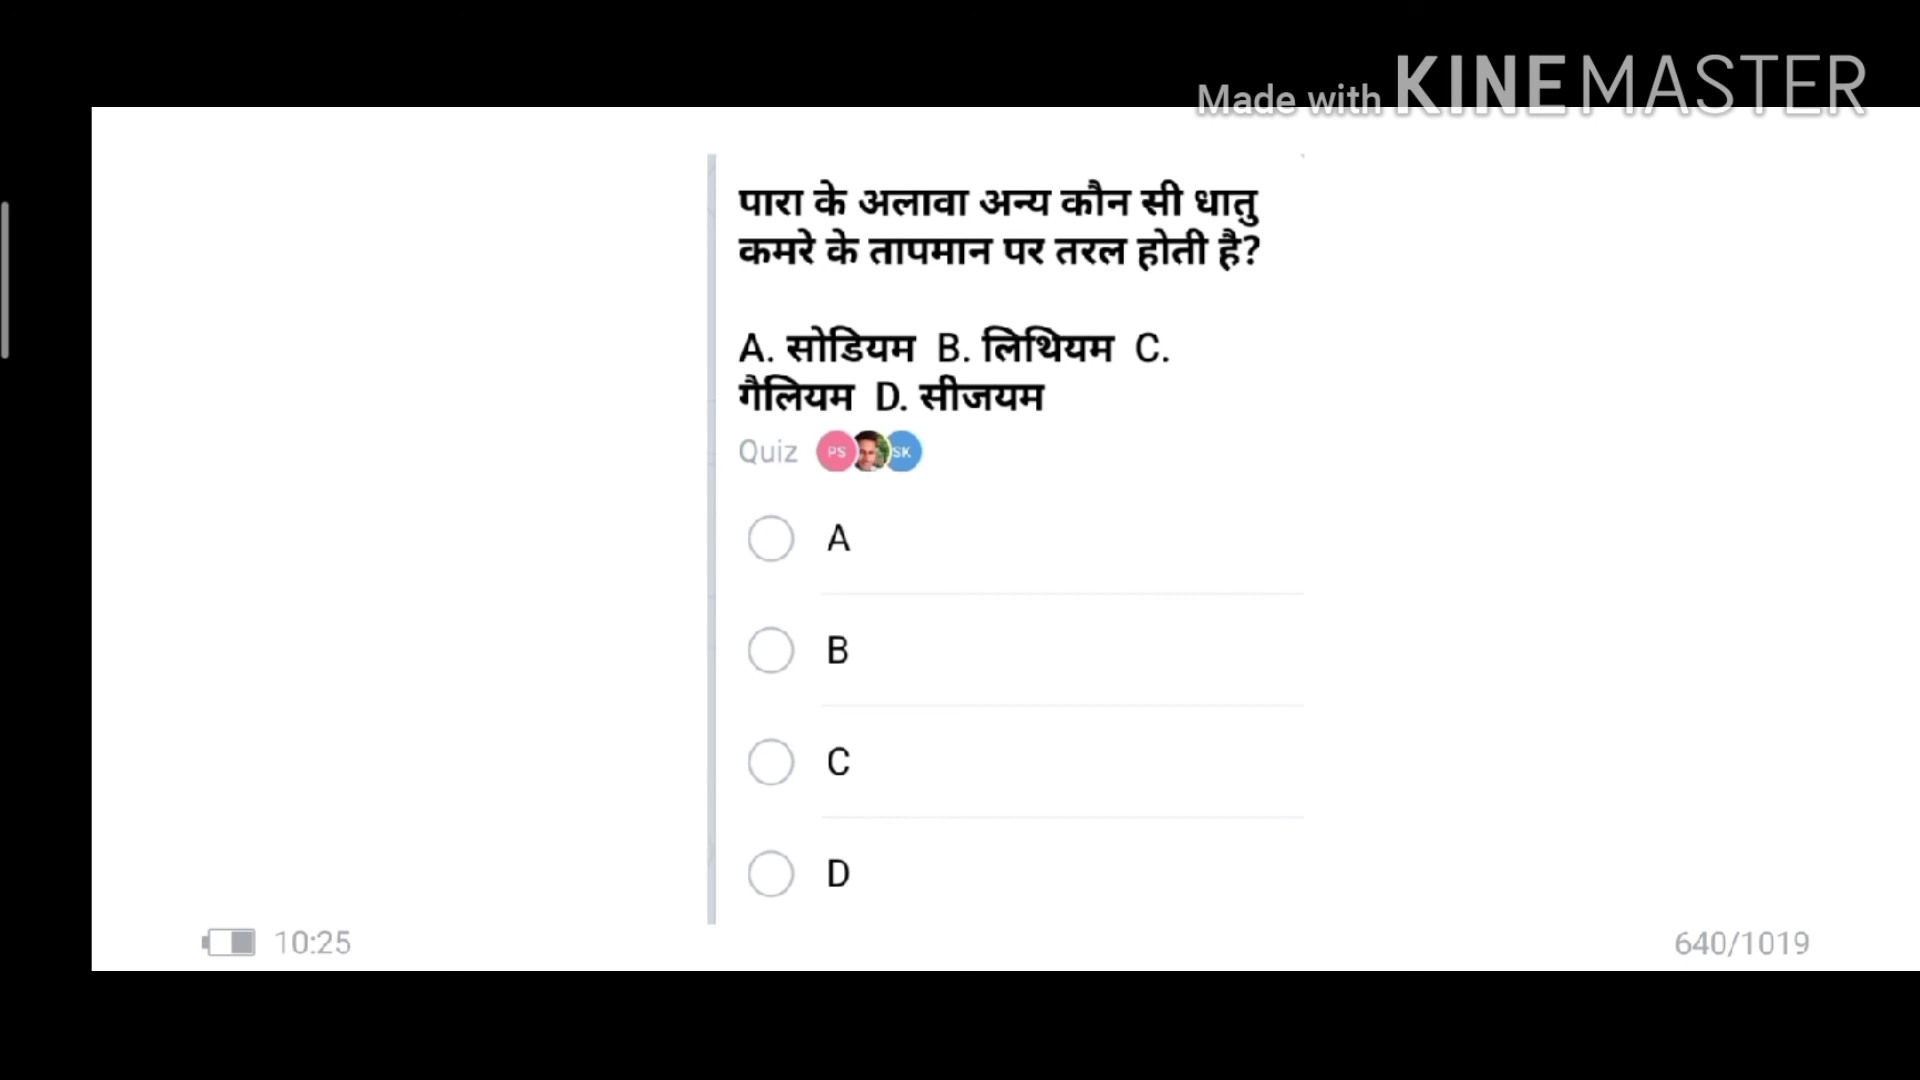 Made with KINEMASTER
पारा के अलावा अन्य कौन सी धातु
कमरे के तापमान पर तरल होती है?
A. सोडियम B. लिथियम C.
गैलियम D. सीजयम
Quiz PS SK
A
B
C
D
10:25
640/1019